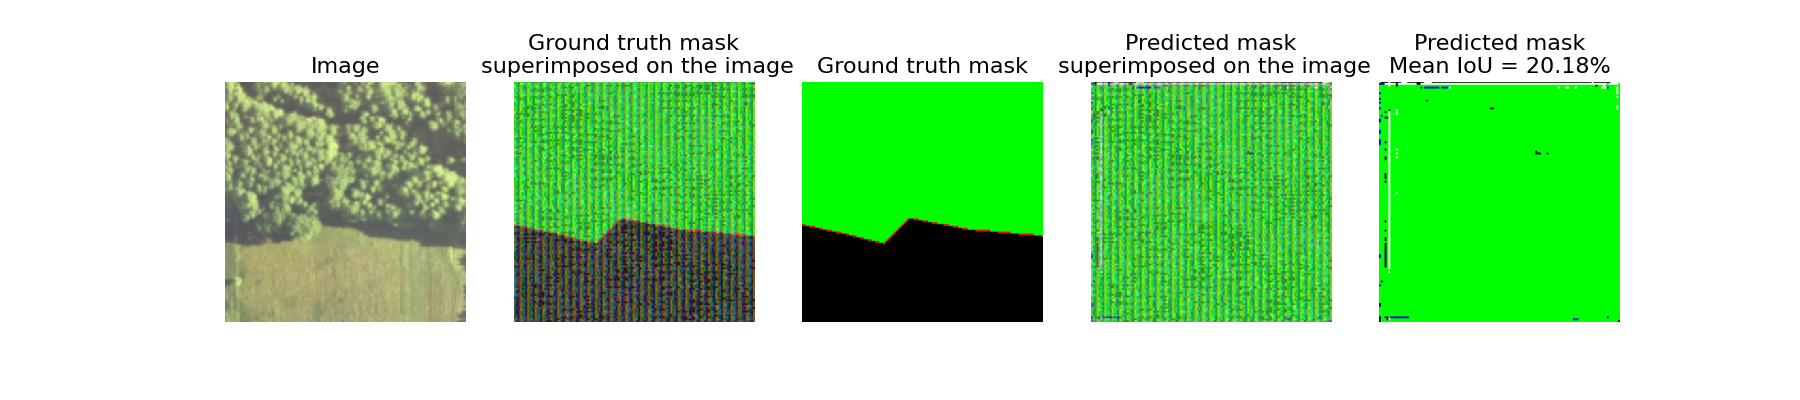 Image
Ground truth mask
superimposed on the image
Ground truth mask
Predicted mask
superimposed on the image
Predicted mask
Mean IoU = 20.18%